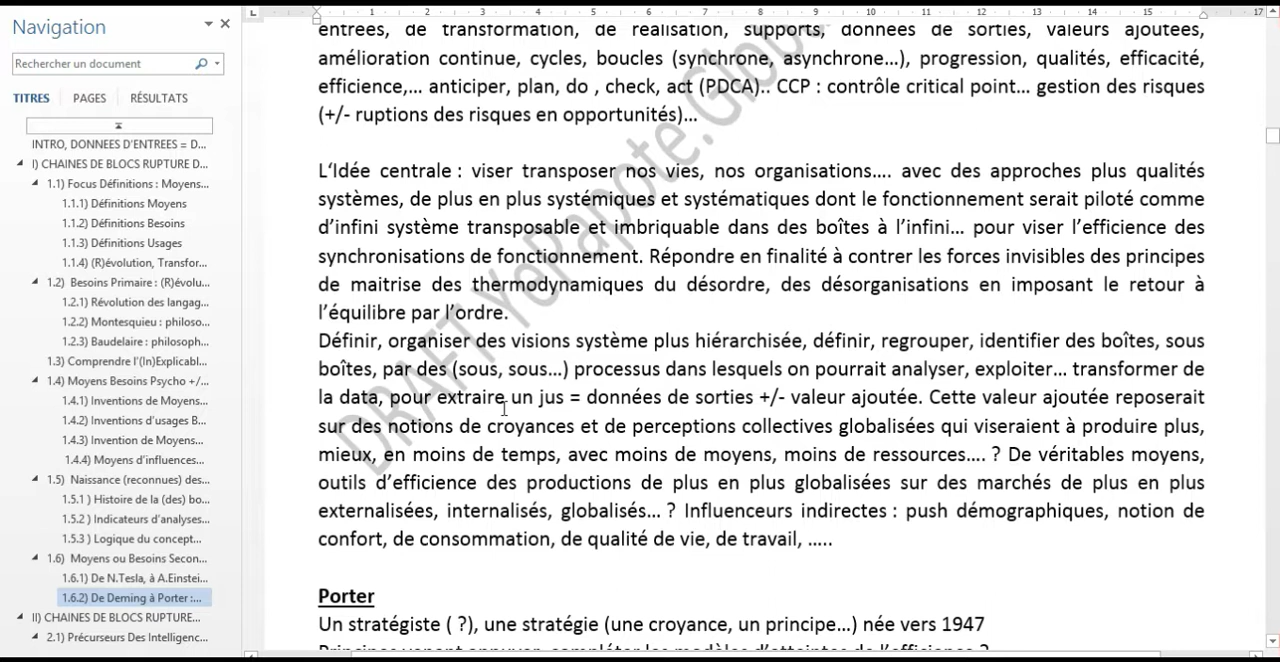 Navigation
Rechercher un document
TITRES PAGES RÉSULTATS
INTRO, DONNEES D'ENTREES = D...
I) CHAINES DE BLOCS RUPTURE D...
1.1) Focus Définitions : Moyens...
1.1.1) Définitions Moyens
1.1.2) Définitions Besoins
1.1.3) Définitions Usages
1.1.4) (R)évolution, Transfor...
1.2) Besoins Primaire : (R)évolu...
1.2.1) Révolution des langag...
1.2.2) Montesquieu : philoso...
1.2.3) Baudelaire : philosoph...
1.3) Comprendre l'(In)Explicabl...
1.4) Moyens Besoins Psycho +/...
1.4.1) Inventions de Moyens...
1.4.2) Inventions d'usages B...
1.4.3) Invention de Moyens...
1.4.4) Moyens d'influences...
1.5) Naissance (reconnues) des...
1.5.1 ) Histoire de la (des) bo...
1.5.2 ) Indicateurs d'analyses...
1.5.3 ) Logique du concept...
1.6) Moyens ou Besoins Secon...
1.6.1) De N.Tesla, à A.Einstei...
1.6.2) De Deming à Porter :...
II) CHAINES DE BLOCS RUPTURE...
2.1) Précurseurs Des Intelligenc...
1 2 3 4 5 6 7 8 9 10 11 12 13 14 15 17
entrées, de transformation, de réalisation, supports, données de sorties, valeurs ajoutées,
amélioration continue, cycles, boucles (synchrone, asynchrone...), progression, qualités, efficacité,
efficience,... anticiper, plan, do , check, act (PDCA).. CCP : contrôle critical point... gestion des risques
(+/- ruptions des risques en opportunités)...
L'Idée centrale : viser transposer nos vies, nos organisations.... avec des approches plus qualités
systèmes, de plus en plus systémiques et systématiques dont le fonctionnement serait piloté comme
d'infini système transposable et imbriquable dans des boîtes à l'infini... pour viser l'efficience des
synchronisations de fonctionnement. Répondre en finalité à contrer les forces invisibles des principes
de maitrise des thermodynamiques du désordre, des désorganisations en imposant le retour à
l'équilibre par l'ordre.
Définir, organiser des visions système plus hiérarchisée, définir, regrouper, identifier des boîtes, sous
boîtes, par des (sous, sous...) processus dans lesquels on pourrait analyser, exploiter... transformer de
la data, pour extraire un jus = données de sorties +/- valeur ajoutée. Cette valeur ajoutée reposerait
sur des notions de croyances et de perceptions collectives globalisées qui viseraient à produire plus,
mieux, en moins de temps, avec moins de moyens, moins de ressources.... ? De véritables moyens,
outils d'efficience des productions de plus en plus globalisées sur des marchés de plus en plus
externalisées, internalisés, globalisés... ? Influenceurs indirectes : push démographiques, notion de
confort, de consommation, de qualité de vie, de travail, .....
Porter
Un stratégiste ( ?), une stratégie (une croyance, un principe...) née vers 1947
DRAFT YePapote.Glob